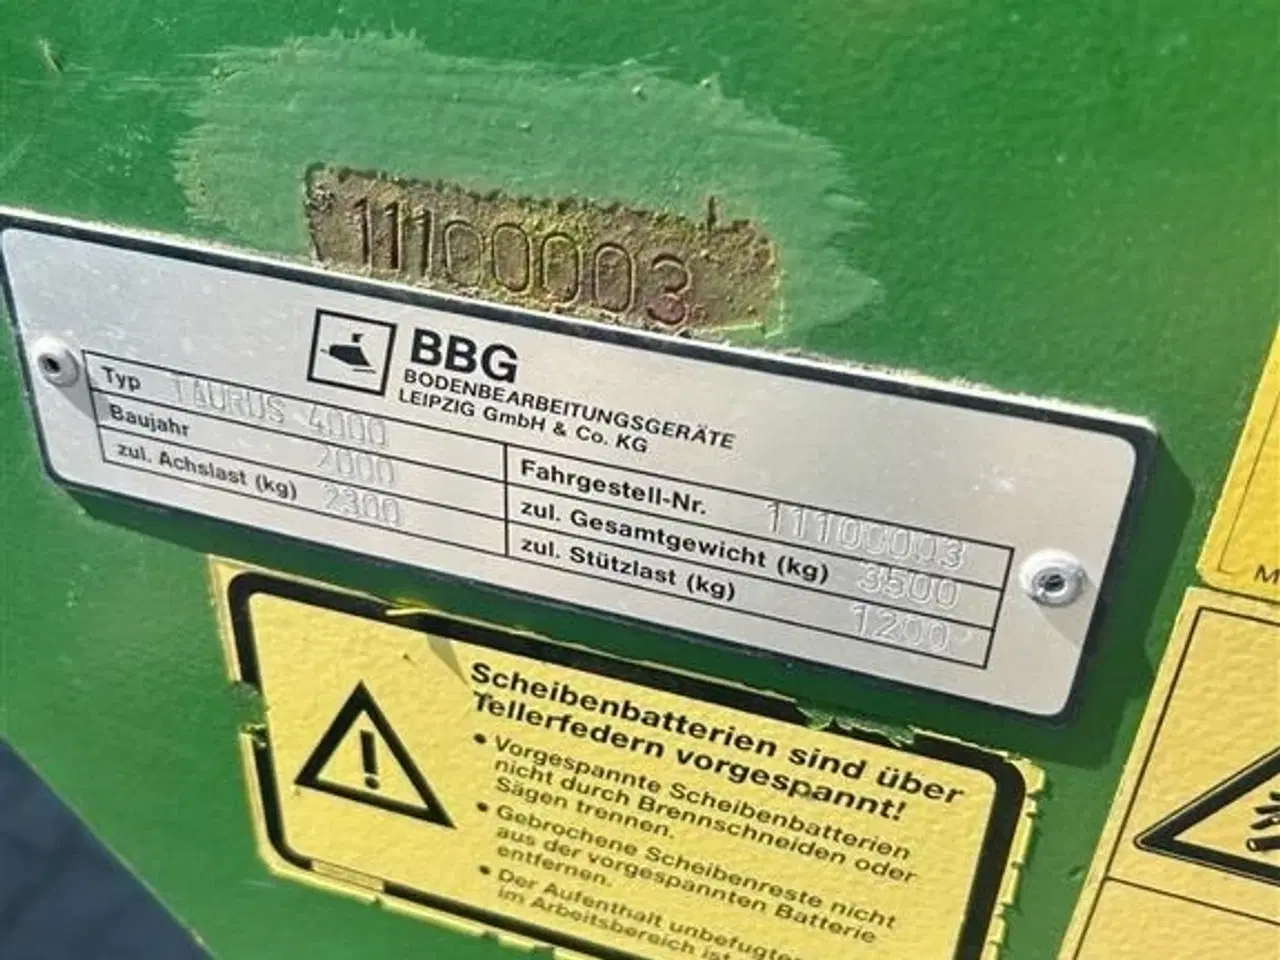 11100003
BBG
BODENBEARBEITUNGSGERÄTE
LEIPZIG GmbH & Co. KG
Typ TAURUS 4000
Baujahr 2000
zul. Achslast (kg) 2300
Fahrgestell-Nr. 11100003
zul. Gesamtgewicht (kg) 3500
zul. Stützlast (kg) 1200
Scheibenbatterien sind über
Tellerfedern vorgespannt!
• Vorgespannte Scheibenbatterien
nicht durch Brennschneiden oder
Sägen trennen.
• Gebrochene Scheibenreste nicht
aus der vorgespannten Batterie
entfernen.
• Der Aufenthalt unbefugter
im Arbeitsbereich ist
M